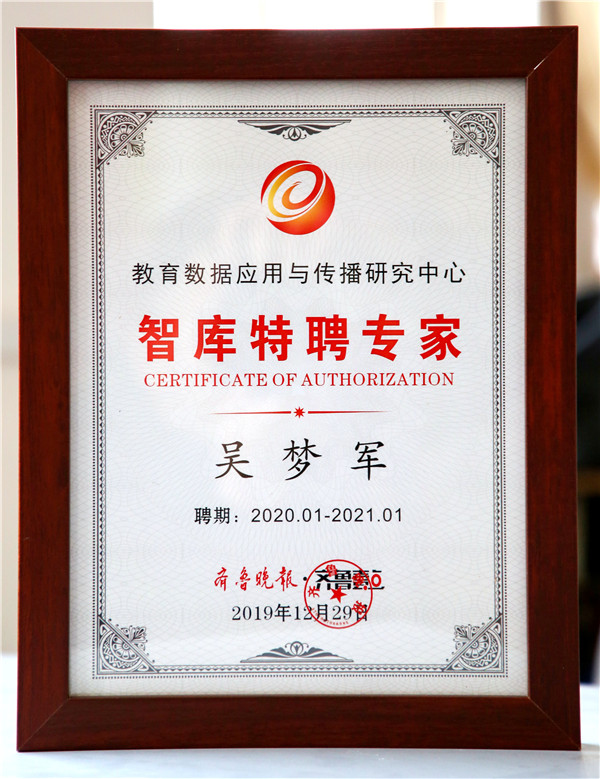 教育数据应用与传播研究中心
智库特聘专家
CERTIFICATE OF AUTHORIZATION
吴梦军
聘期：2020.01-2021.01
齐鲁晚报·齐鲁壹点
2019年12月29日